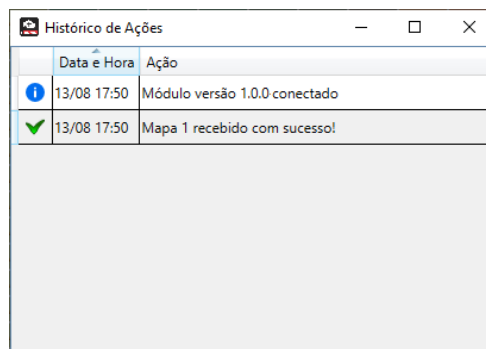 Histórico de Ações
Data e Hora Ação
13/08 17:50 Módulo versão 1.0.0 conectado
13/08 17:50 Mapa 1 recebido com sucesso!